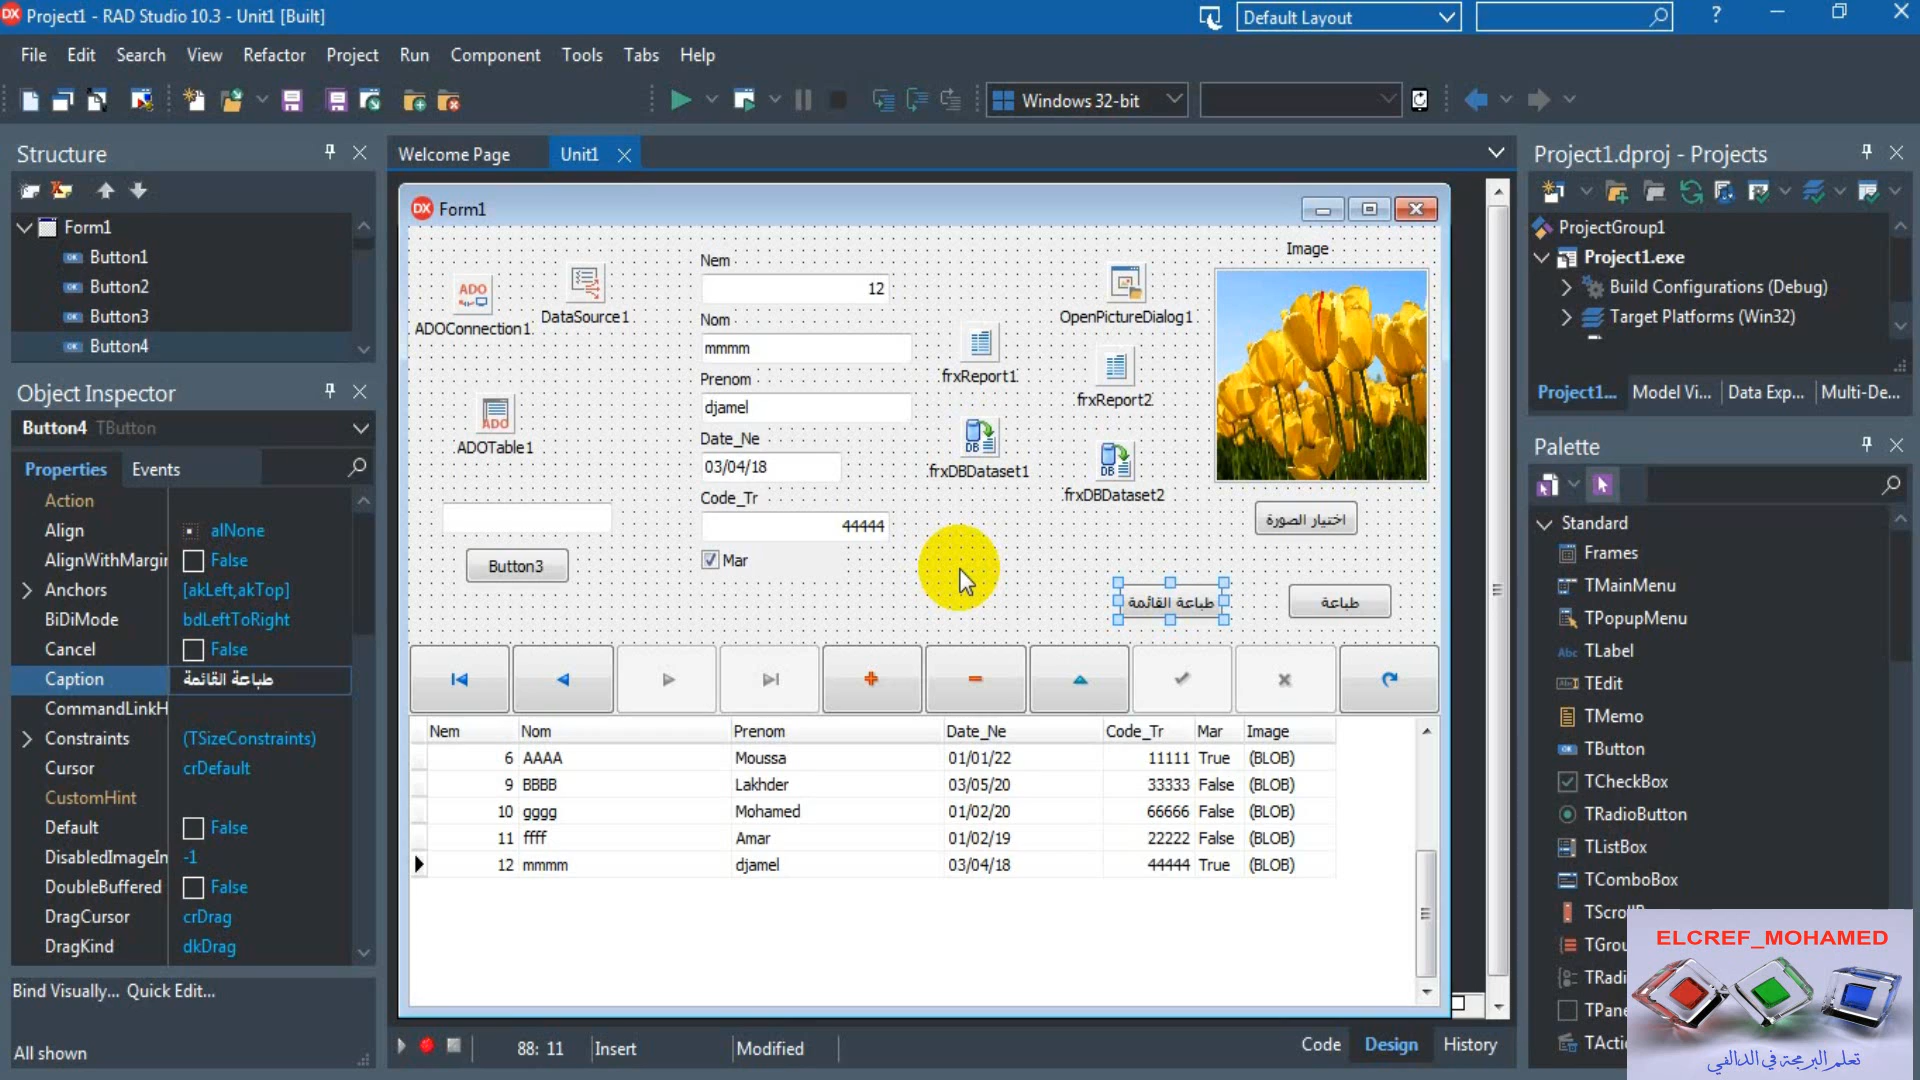 Project1 - RAD Studio 10.3 - Unit1 [Built]
Default Layout
?
File Edit Search View Refactor Project Run Component Tools Tabs Help
Windows 32-bit
Structure
Form1
Button1
Button2
Button3
Button4
Object Inspector
Button4 TButton
Properties Events
Action
Align alNone
AlignWithMargin False
Anchors [akLeft,akTop]
BiDiMode bdLeftToRight
Cancel False
Caption طباعة القائمة
CommandLinkH
Constraints (TSizeConstraints)
Cursor crDefault
CustomHint
Default False
DisabledImageIn -1
DoubleBuffered False
DragCursor crDrag
DragKind dkDrag
Bind Visually... Quick Edit...
All shown
Welcome Page Unit1
Form1
ADO
ADOConnection1
DataSource1
ADO
ADOTable1
Button3
Nem
12
Nom
mmmm
Prenom
djamel
Date_Ne
03/04/18
Code_Tr
44444
Mar
frxReport1
DB
frxDBDataset1
OpenPictureDialog1
frxReport2
DB
frxDBDataset2
Image
اختيار الصورة
طباعة القائمة
طباعة
Nem Nom Prenom Date_Ne Code_Tr Mar Image
6 AAAA Moussa 01/01/22 11111 True (BLOB)
9 BBBB Lakhder 03/05/20 33333 False (BLOB)
10 gggg Mohamed 01/02/20 66666 False (BLOB)
11 ffff Amar 01/02/19 22222 False (BLOB)
12 mmmm djamel 03/04/18 44444 True (BLOB)
88: 11 Insert Modified
Code Design History
Project1.dproj - Projects
ProjectGroup1
Project1.exe
Build Configurations (Debug)
Target Platforms (Win32)
Project1... Model Vi... Data Exp... Multi-De...
Palette
Standard
Frames
TMainMenu
TPopupMenu
TLabel
TEdit
TMemo
TButton
TCheckBox
TRadioButton
TListBox
TComboBox
TScrollB
TGrou
TRadi
TPane
TActi
ELCREF_MOHAMED
تعلم البرمجة في الدالفي